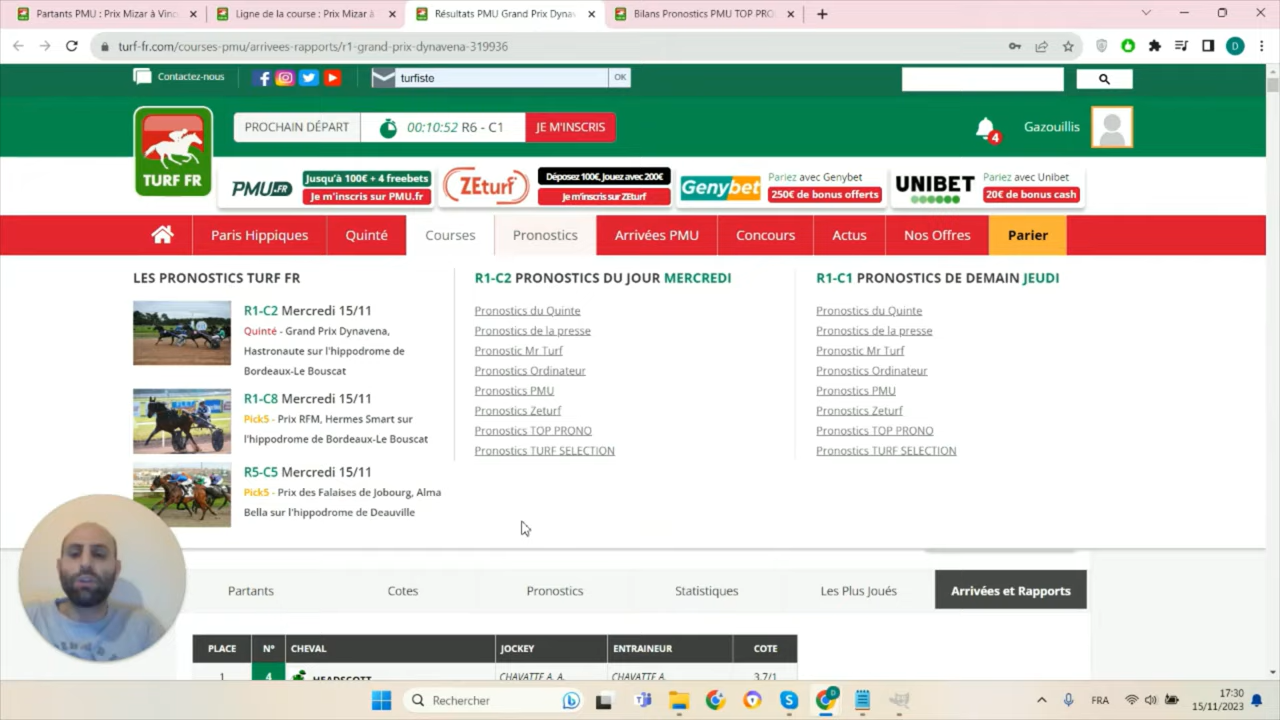 Partants PMU : Prix Mizar à Vinc
Ligne de la course : Prix Mizar à
Résultats PMU Grand Prix Dynav
Bilans Pronostics PMU TOP PRO
turf-fr.com/courses-pmu/arrivees-rapports/r1-grand-prix-dynavena-319936
D
Contactez-nous
turfiste
OK
TURF FR
PROCHAIN DÉPART
00:10:52 R6 - C1
JE M'INSCRIS
4
Gazouillis
PMU.FR
Jusqu'à 100€ + 4 freebets
Je m'inscris sur PMU.fr
ZEturf
Déposez 100€, Jouez avec 200€
Je m'inscris sur ZEturf
Genybet
Pariez avec Genybet
250€ de bonus offerts
UNIBET
Pariez avec Unibet
20€ de bonus cash
Paris Hippiques
Quinté
Courses
Pronostics
Arrivées PMU
Concours
Actus
Nos Offres
Parier
LES PRONOSTICS TURF FR
R1-C2 Mercredi 15/11
Quinté - Grand Prix Dynavena,
Hastronaute sur l'hippodrome de
Bordeaux-Le Bouscat
R1-C8 Mercredi 15/11
Pick5 - Prix RFM, Hermes Smart sur
l'hippodrome de Bordeaux-Le Bouscat
R5-C5 Mercredi 15/11
Pick5 - Prix des Falaises de Jobourg, Alma
Bella sur l'hippodrome de Deauville
R1-C2 PRONOSTICS DU JOUR MERCREDI
Pronostics du Quinte
Pronostics de la presse
Pronostic Mr Turf
Pronostics Ordinateur
Pronostics PMU
Pronostics Zeturf
Pronostics TOP PRONO
Pronostics TURF SELECTION
R1-C1 PRONOSTICS DE DEMAIN JEUDI
Pronostics du Quinte
Pronostics de la presse
Pronostic Mr Turf
Pronostics Ordinateur
Pronostics PMU
Pronostics Zeturf
Pronostics TOP PRONO
Pronostics TURF SELECTION
Partants
Cotes
Pronostics
Statistiques
Les Plus Joués
Arrivées et Rapports
PLACE N° CHEVAL JOCKEY ENTRAINEUR COTE
1 4 HEADSCOTT CHAVATTE A. A. CHAVATTE A. 3.7/1
Rechercher
FRA
17:30
15/11/2023